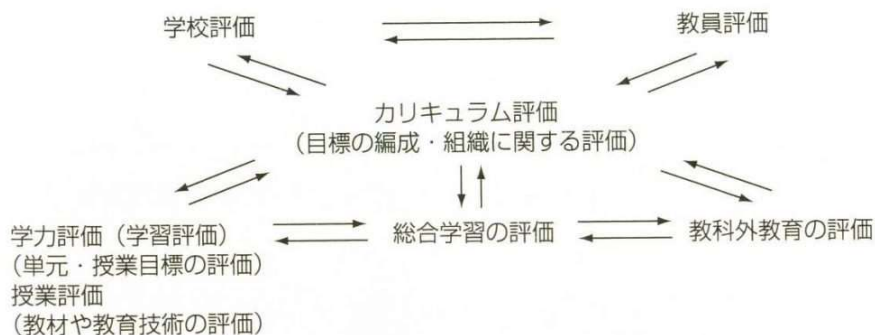 学校評価
教員評価
カリキュラム評価
（目標の編成・組織に関する評価）
学力評価（学習評価）
（単元・授業目標の評価）
授業評価
（教材や教育技術の評価）
総合学習の評価
教科外教育の評価